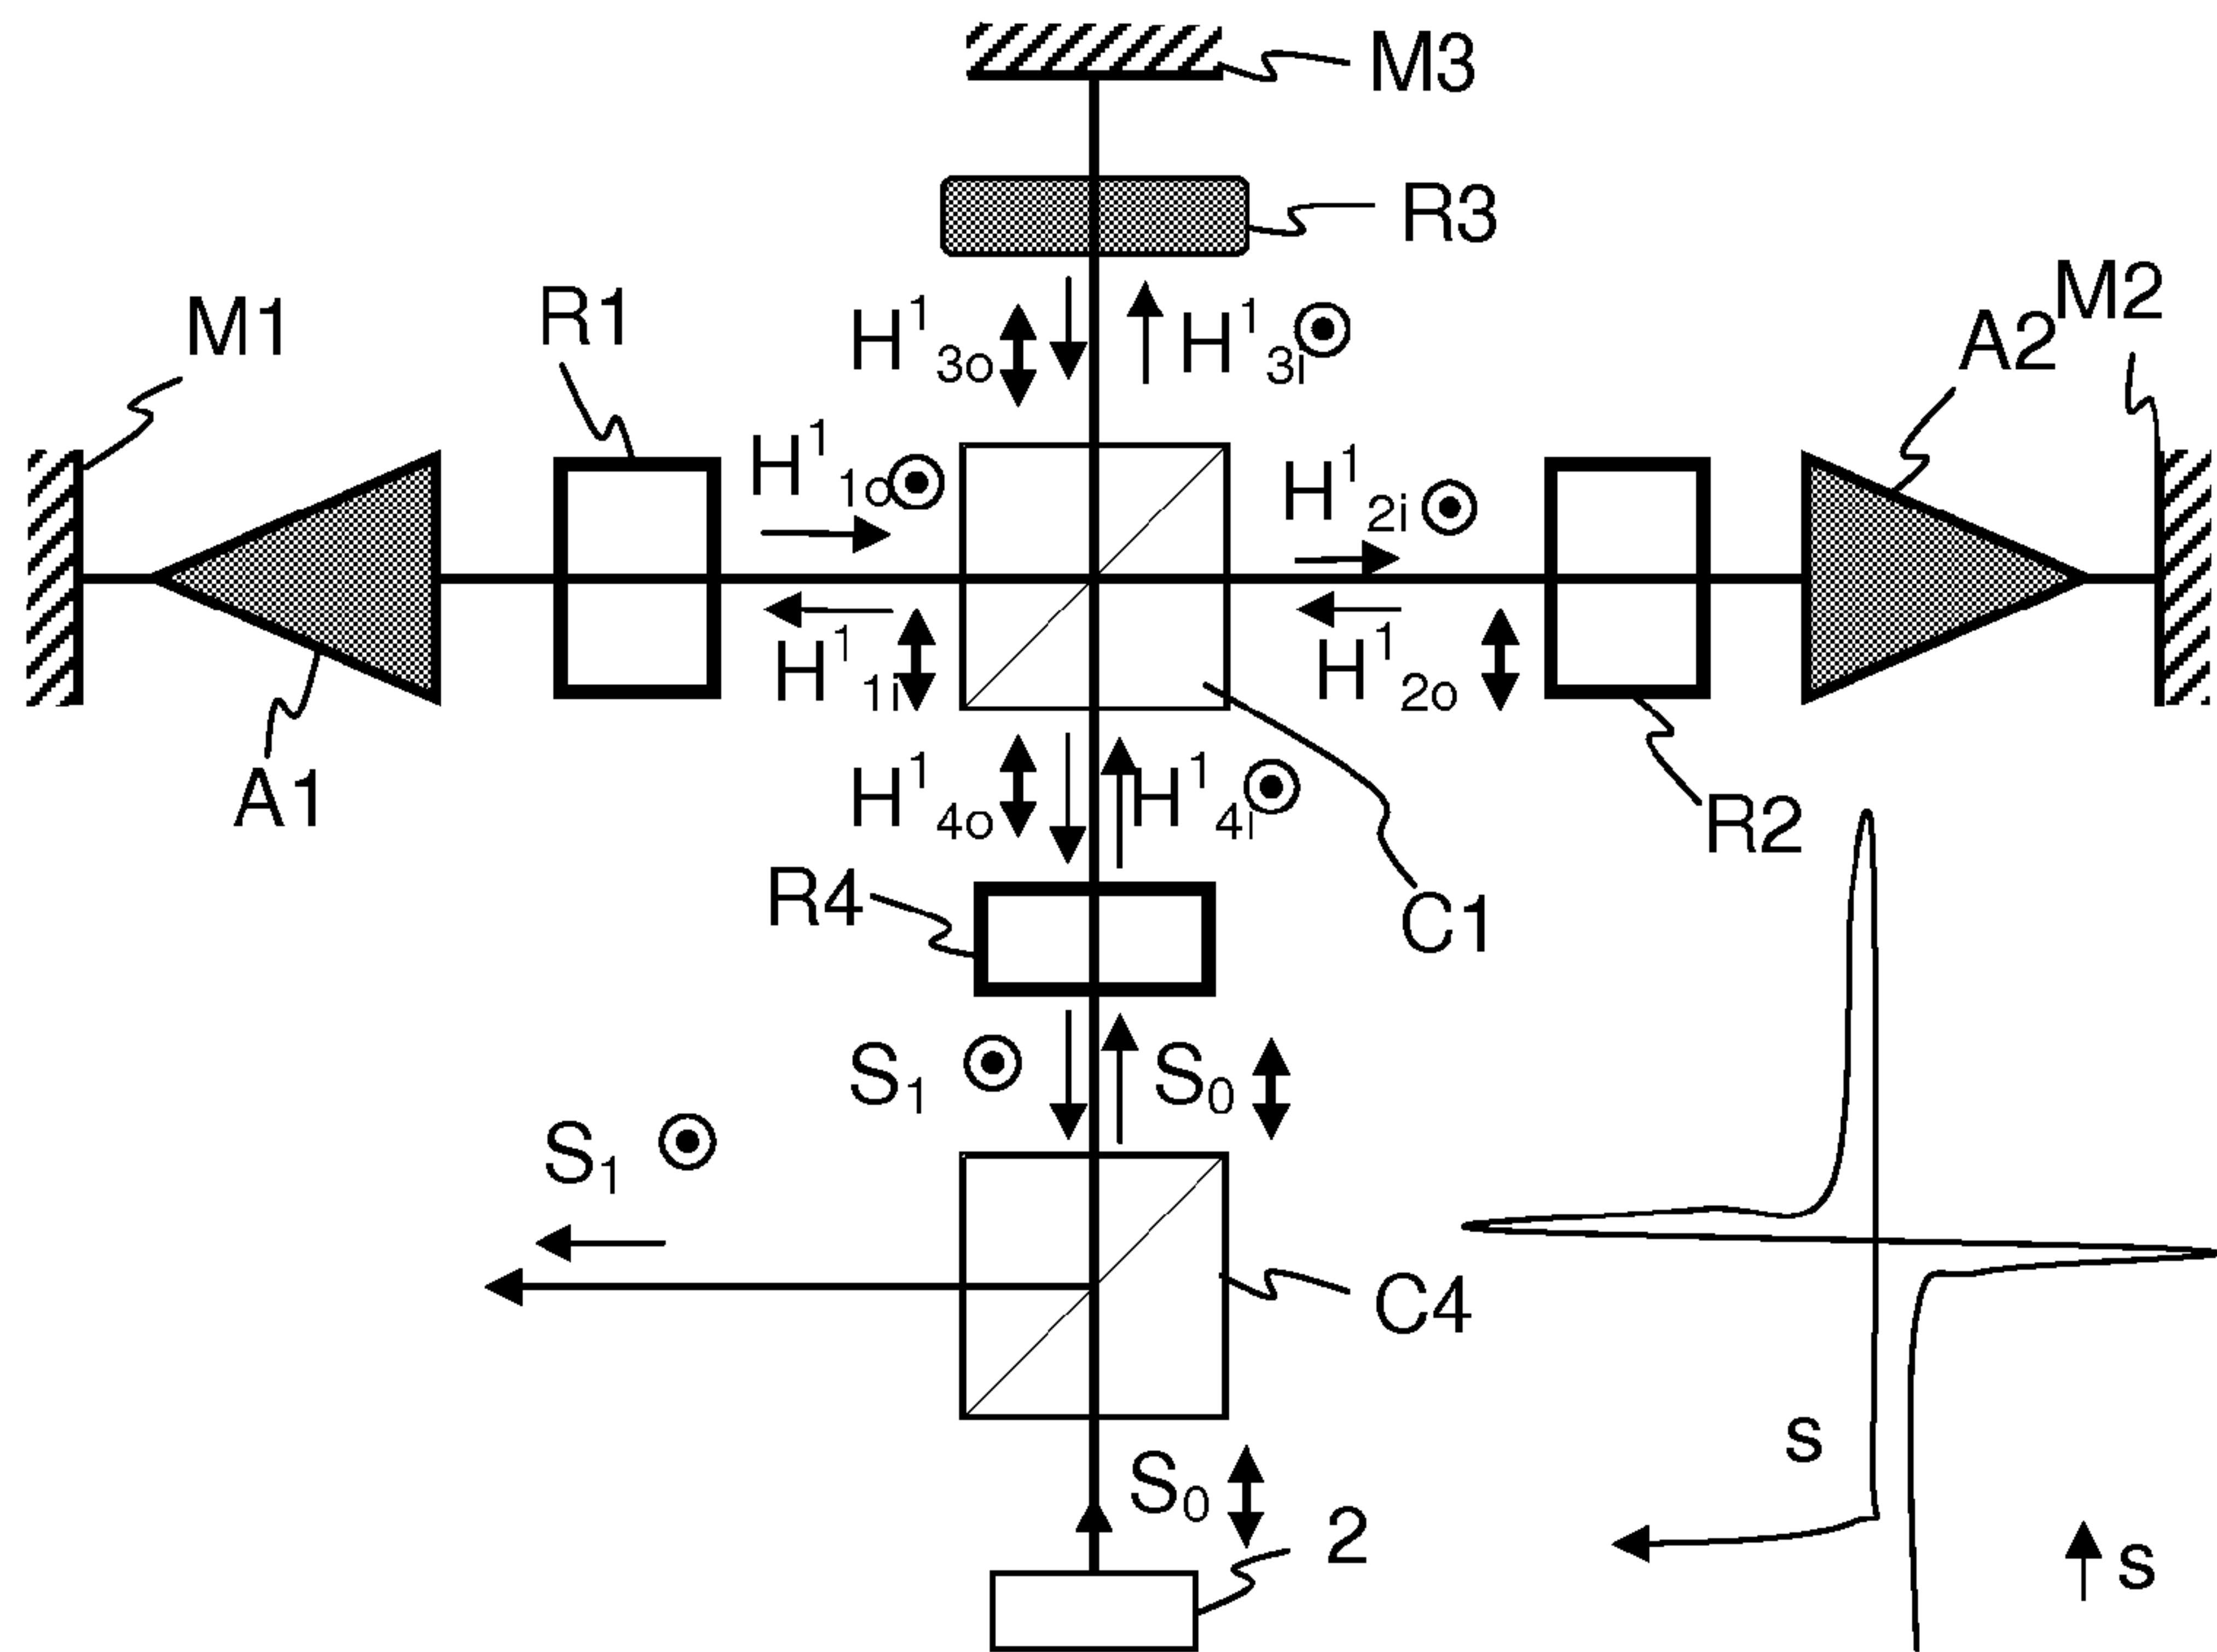 M3
R3
M1
R1
H¹₃ₒ
H¹₃ᵢ
A2
M2
H¹₁ₒ
H¹₂ᵢ
H¹₁ᵢ
H¹₂ₒ
A1
H¹₄ₒ
H¹₄ᵢ
R2
R4
C1
S₁
S₀
S₁
C4
s
S₀
2
s